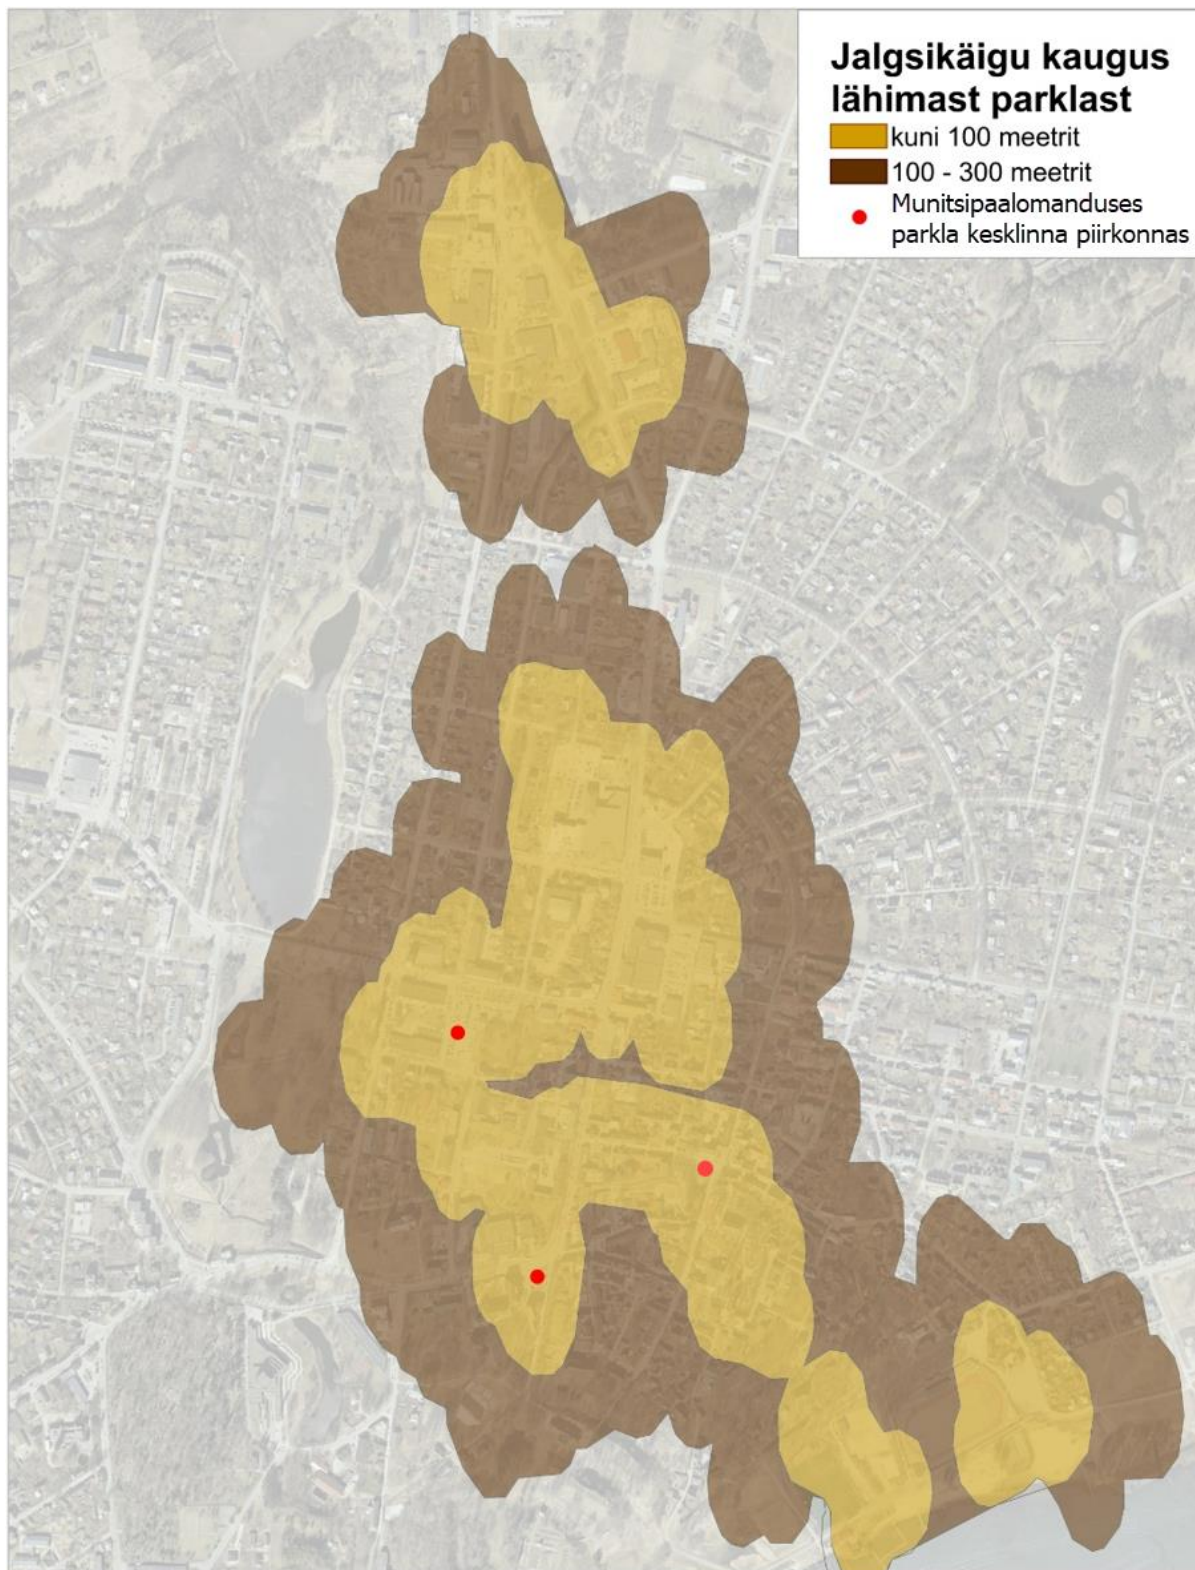 Jalgsikäigu kaugus
lähimast parklast
kuni 100 meetrit
100 - 300 meetrit
Munitsipaalomanduses
parkla kesklinna piirkonnas